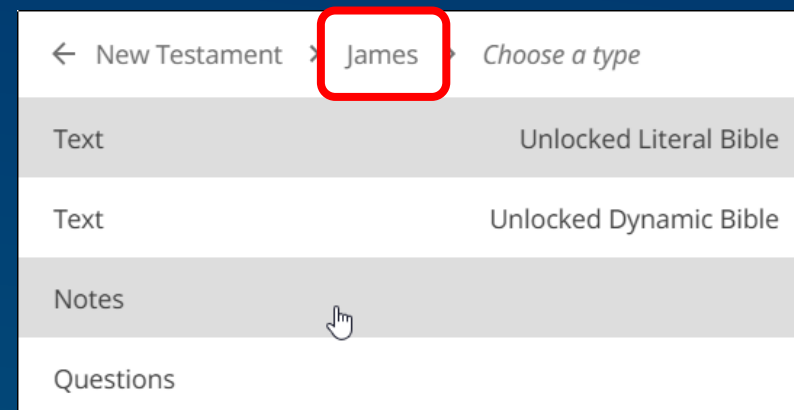 ← New Testament > James > Choose a type
Text Unlocked Literal Bible
Text Unlocked Dynamic Bible
Notes
Questions